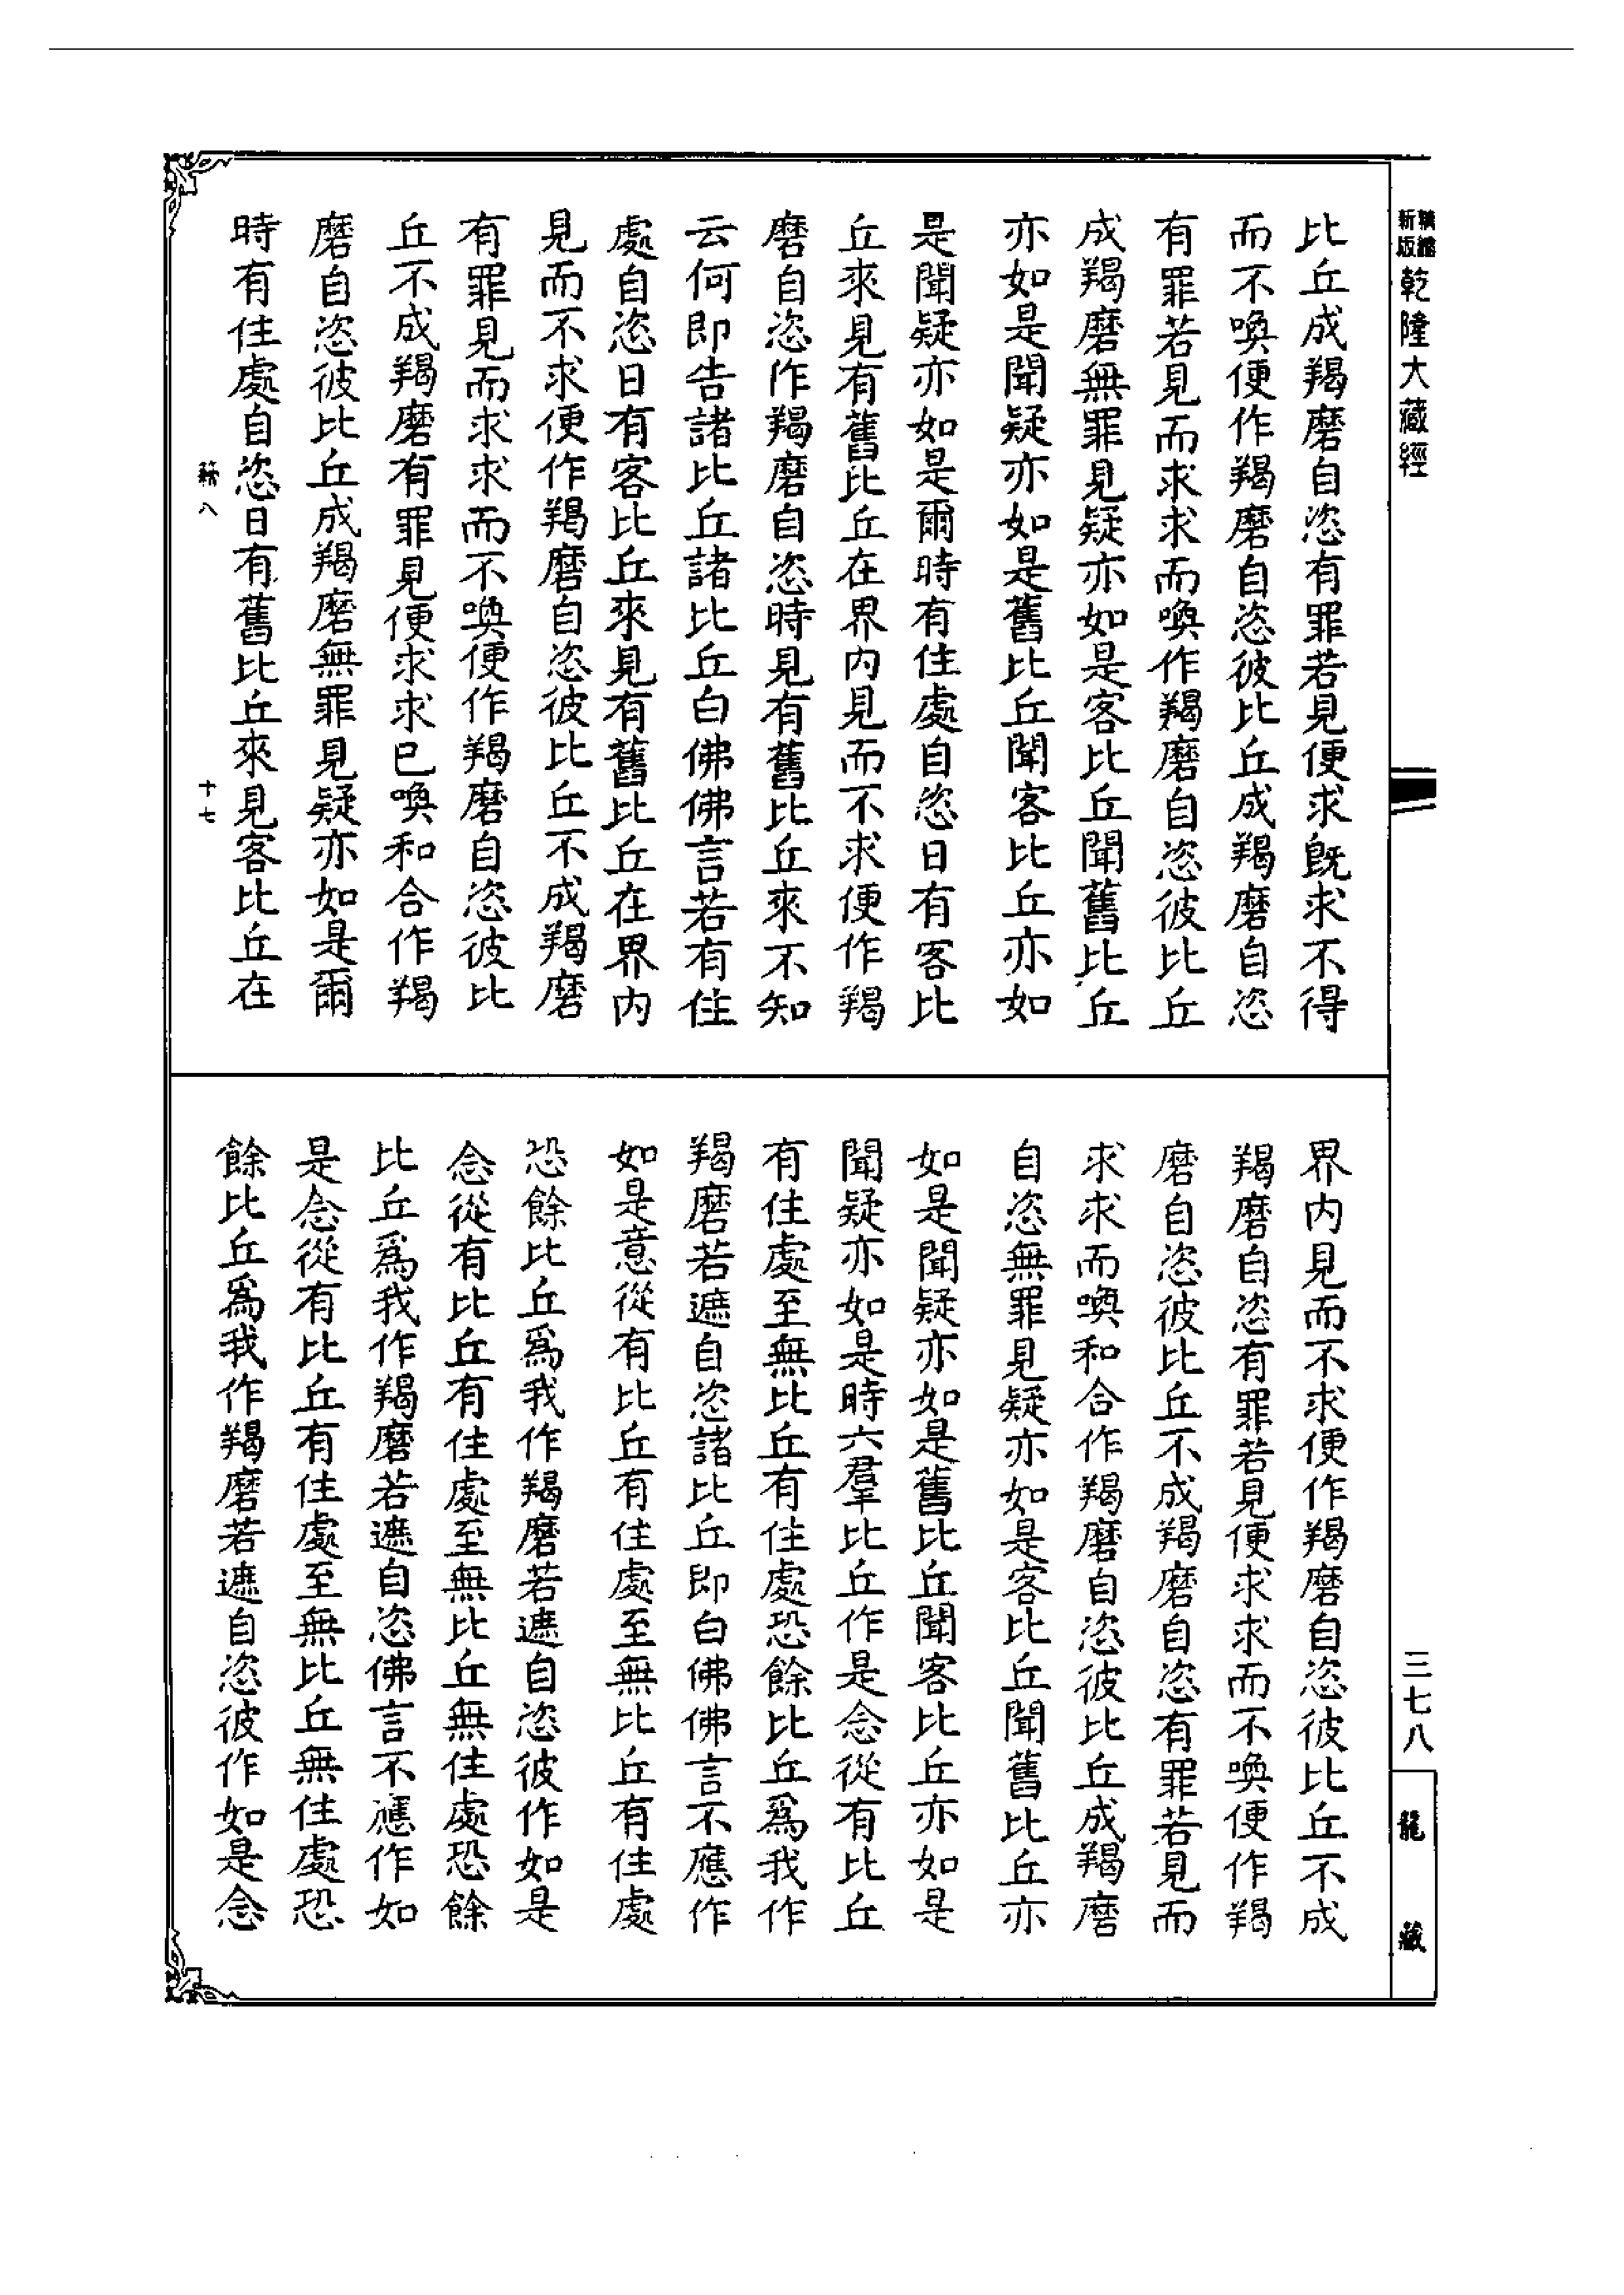 新版
精縮
乾隆大藏經
比丘成羯磨自恣有罪若見便求既求不得
而不喚便作羯磨自恣彼比丘成羯磨自恣
有罪若見而求求而喚作羯磨自恣彼比丘
成羯磨無罪見疑亦如是客比丘聞舊比丘
亦如是聞疑亦如是舊比丘聞客比丘亦如
是聞疑亦如是爾時有住處自恣日有客比
丘來見有舊比丘在界內見而不求便作羯
磨自恣作羯磨自恣時見有舊比丘來不知
云何即告諸比丘諸比丘白佛佛言若有住
處自恣日有客比丘來見有舊比丘在界內
見而不求便作羯磨自恣彼比丘不成羯磨
有罪見而求求而不喚便作羯磨自恣彼比
丘不成羯磨有罪見便求求已喚和合作羯
磨自恣彼比丘成羯磨無罪見疑亦如是爾
時有住處自恣日有舊比丘來見客比丘在
界內見而不求便作羯磨自恣彼比丘不成
羯磨自恣有罪若見便求求而不喚便作羯
磨自恣彼比丘不成羯磨自恣有罪若見而
求求而喚和合作羯磨自恣彼比丘成羯磨
自恣無罪見疑亦如是客比丘聞舊比丘亦
如是聞疑亦如是舊比丘聞客比丘亦如是
聞疑亦如是時六羣比丘作是念從有比丘
有住處至無比丘有住處恐餘比丘爲我作
羯磨若遮自恣諸比丘即白佛佛言不應作
如是意從有比丘有住處至無比丘有住處
恐餘比丘爲我作羯磨若遮自恣彼作如是
念從有比丘有住處至無比丘無住處恐餘
比丘爲我作羯磨若遮自恣佛言不應作如
是念從有比丘有住處至無比丘無住處恐
餘比丘爲我作羯磨若遮自恣彼作如是念
八
十七
三七八
龍藏